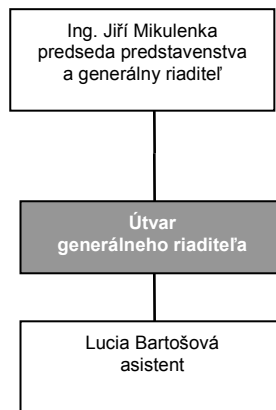 Ing. Jiří Mikulenka
predseda predstavenstva
a generálny riaditeľ
Útvar
generálneho riaditeľa
Lucia Bartošová
asistent